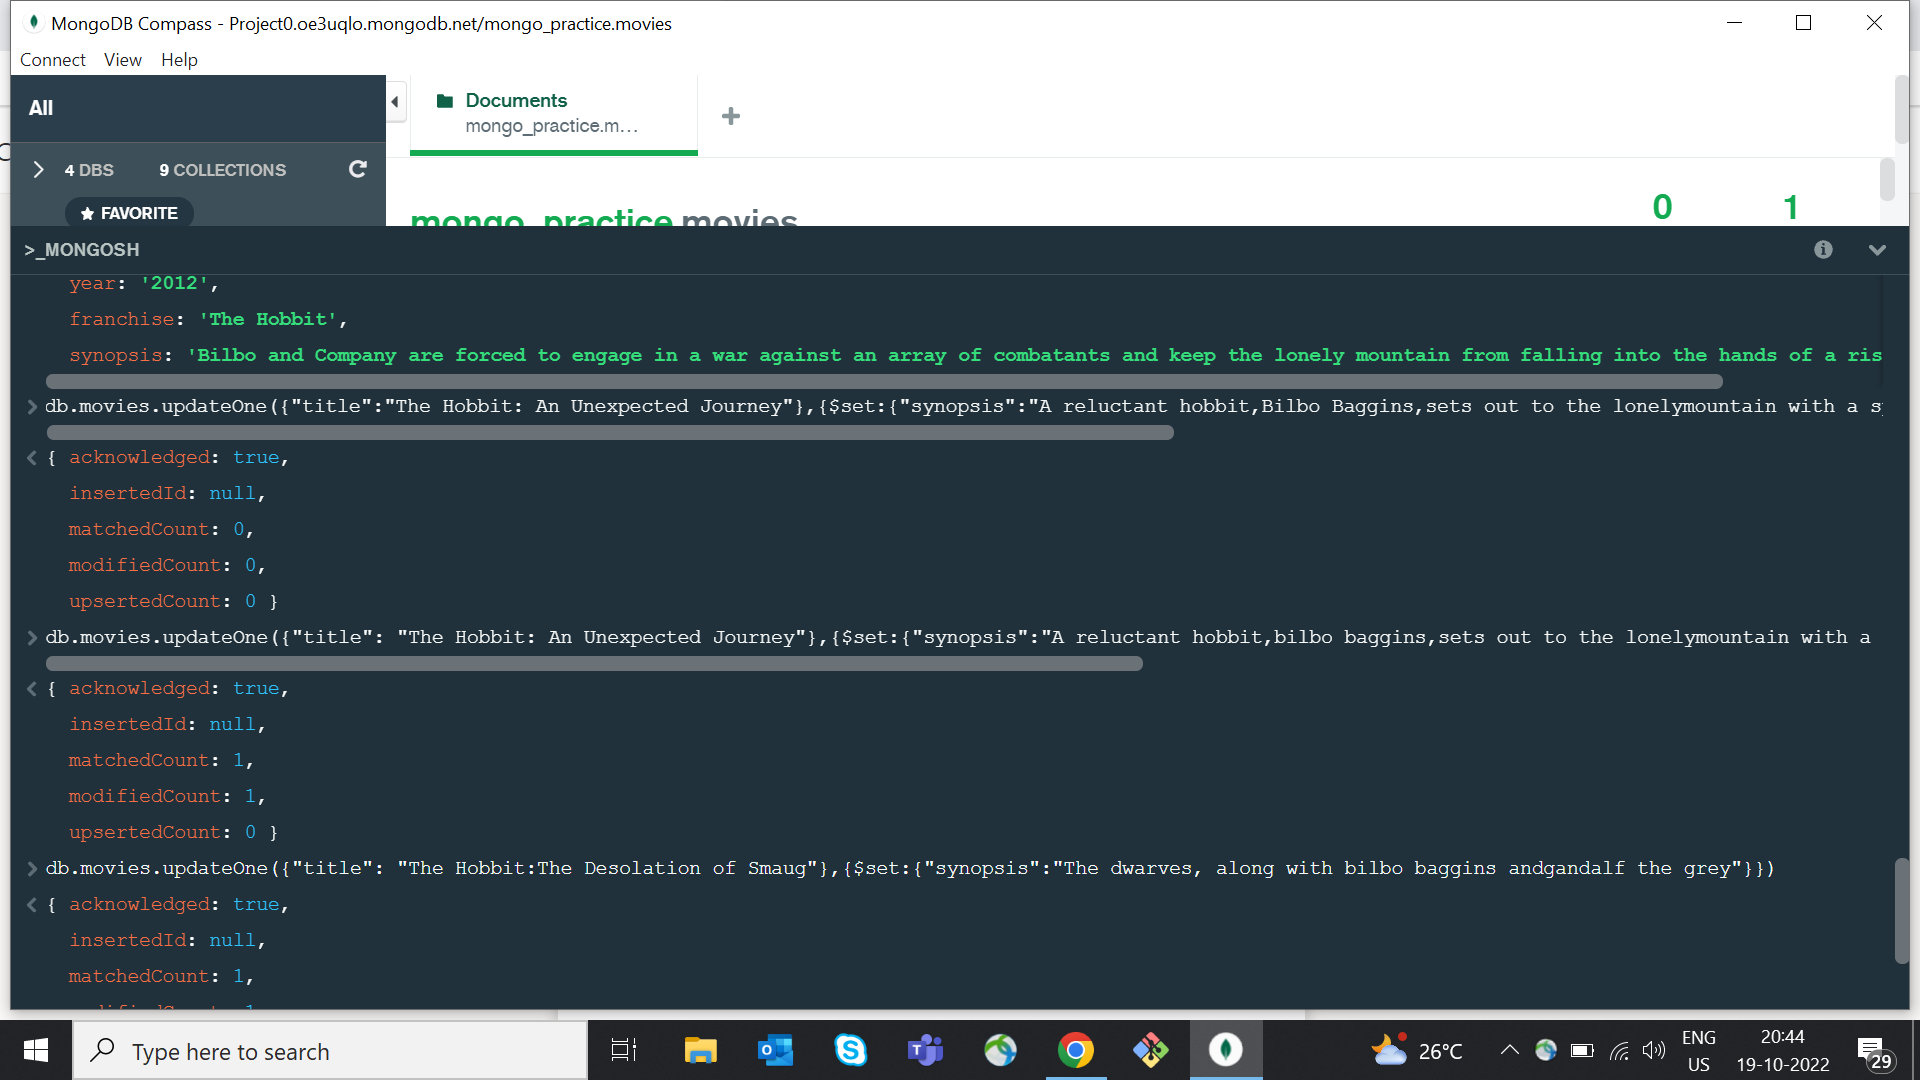 MongoDB Compass - Project0.oe3uqlo.mongodb.net/mongo_practice.movies
Connect View Help
All
Documents
mongo_practice.m...
4 DBS 9 COLLECTIONS
FAVORITE
mongo_practice.movies
0 1
>_MONGOSH
year: '2012',
franchise: 'The Hobbit',
synopsis: 'Bilbo and Company are forced to engage in a war against an array of combatants and keep the lonely mountain from falling into the hands of a ris
> db.movies.updateOne({"title":"The Hobbit: An Unexpected Journey"},{$set:{"synopsis":"A reluctant hobbit,Bilbo Baggins,sets out to the lonelymountain with a s
< { acknowledged: true,
insertedId: null,
matchedCount: 0,
modifiedCount: 0,
upsertedCount: 0 }
> db.movies.updateOne({"title": "The Hobbit: An Unexpected Journey"},{$set:{"synopsis":"A reluctant hobbit,bilbo baggins,sets out to the lonelymountain with a
< { acknowledged: true,
insertedId: null,
matchedCount: 1,
modifiedCount: 1,
upsertedCount: 0 }
> db.movies.updateOne({"title": "The Hobbit:The Desolation of Smaug"},{$set:{"synopsis":"The dwarves, along with bilbo baggins andgandalf the grey"}})
< { acknowledged: true,
insertedId: null,
matchedCount: 1,
Type here to search
26°C
ENG
US
20:44
19-10-2022
29